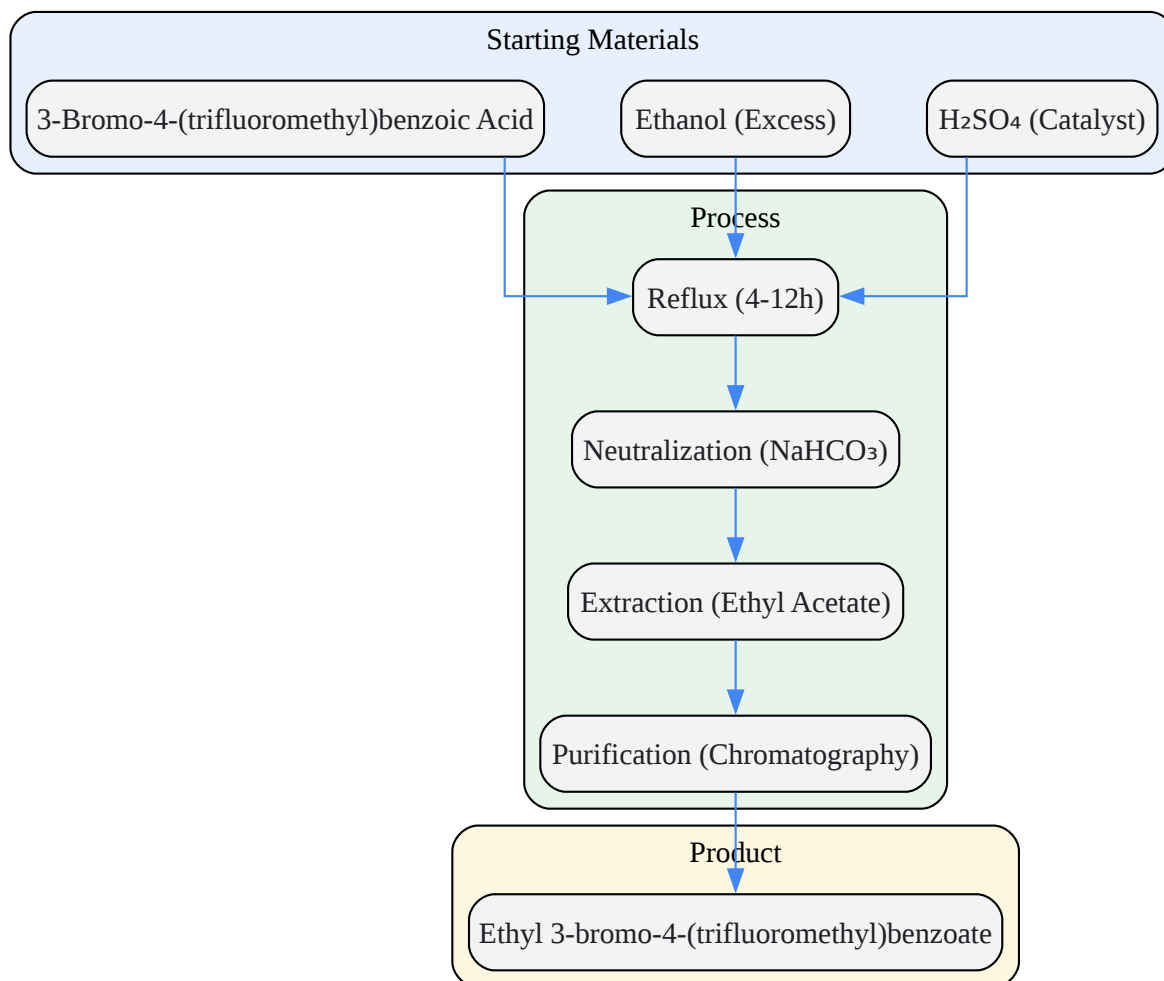 Starting Materials
3-Bromo-4-(trifluoromethyl)benzoic Acid
Ethanol (Excess)
H₂SO₄ (Catalyst)
Process
Reflux (4-12h)
Neutralization (NaHCO₃)
Extraction (Ethyl Acetate)
Purification (Chromatography)
Product
Ethyl 3-bromo-4-(trifluoromethyl)benzoate